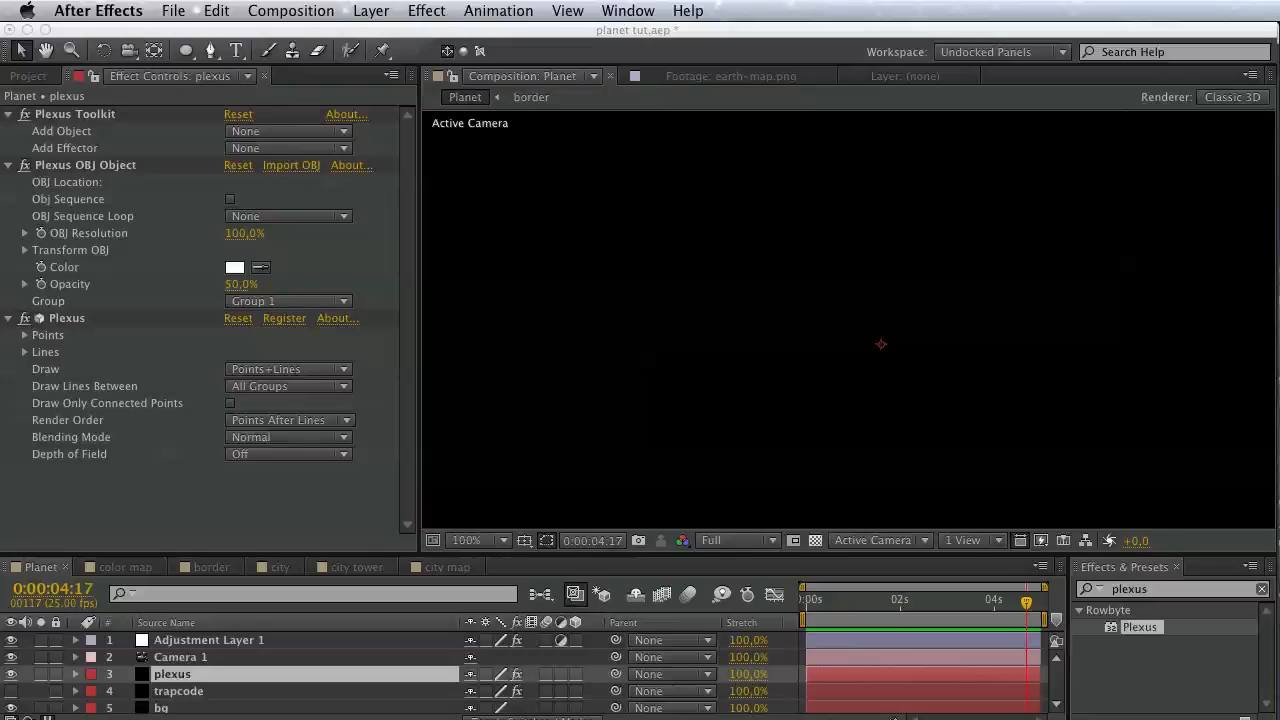 After Effects File Edit Composition Layer Effect Animation View Window Help
planet tut.aep *
Workspace: Undocked Panels Search Help
Project Effect Controls: plexus Composition: Planet Footage: earth-map.png Layer: (none)
Planet • plexus
Planet border Renderer: Classic 3D
Active Camera
fx Plexus Toolkit Reset About...
Add Object None
Add Effector None
fx Plexus OBJ Object Reset Import OBJ About...
OBJ Location:
Obj Sequence
OBJ Sequence Loop None
OBJ Resolution 100,0%
Transform OBJ
Color
Opacity 50,0%
Group Group 1
fx Plexus Reset Register About...
Points
Lines
Draw Points+Lines
Draw Lines Between All Groups
Draw Only Connected Points
Render Order Points After Lines
Blending Mode Normal
Depth of Field Off
100% 0:00:04:17 Full Active Camera 1 View +0,0
Planet color map border city city tower city map
Effects & Presets
0:00:04:17
00117 (25.00 fps)
:00s 02s 04s
plexus
Rowbyte
Plexus
# Source Name Parent Stretch
1 Adjustment Layer 1 fx None 100,0%
2 Camera 1 None 100,0%
3 plexus fx None 100,0%
4 trapcode fx None 100,0%
5 bg None 100,0%